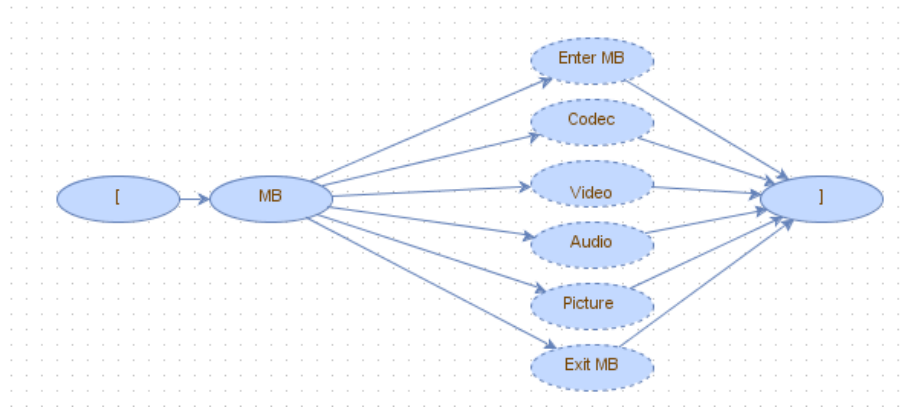 [
MB
Enter MB
Codec
Video
Audio
Picture
Exit MB
]